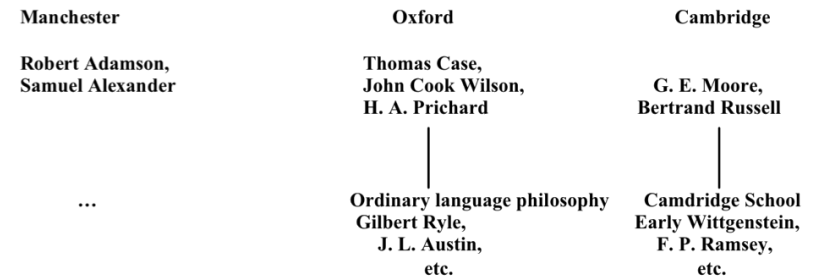 Manchester Oxford Cambridge
Robert Adamson, Thomas Case,
Samuel Alexander John Cook Wilson, G. E. Moore,
H. A. Prichard Bertrand Russell
... Ordinary language philosophy Camdridge School
Gilbert Ryle, Early Wittgenstein,
J. L. Austin, F. P. Ramsey,
etc. etc.